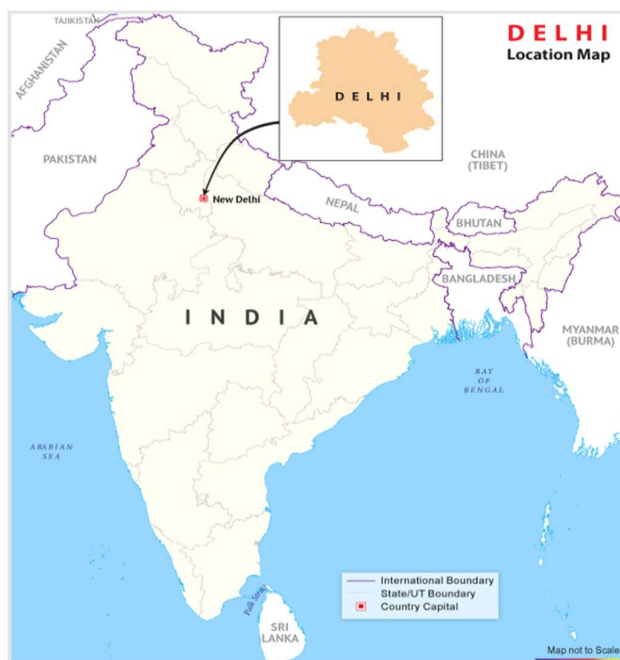 DELHI
Location Map
TAJIKISTAN
AFGHANISTAN
DELHI
PAKISTAN
CHINA
(TIBET)
New Delhi
NEPAL
BHUTAN
BANGLADESH
INDIA
MYANMAR
(BURMA)
BAY
OF
BENGAL
ARABIAN
SEA
International Boundary
State/UT Boundary
Country Capital
Palk Strait
SRI
LANKA
Map not to Scale